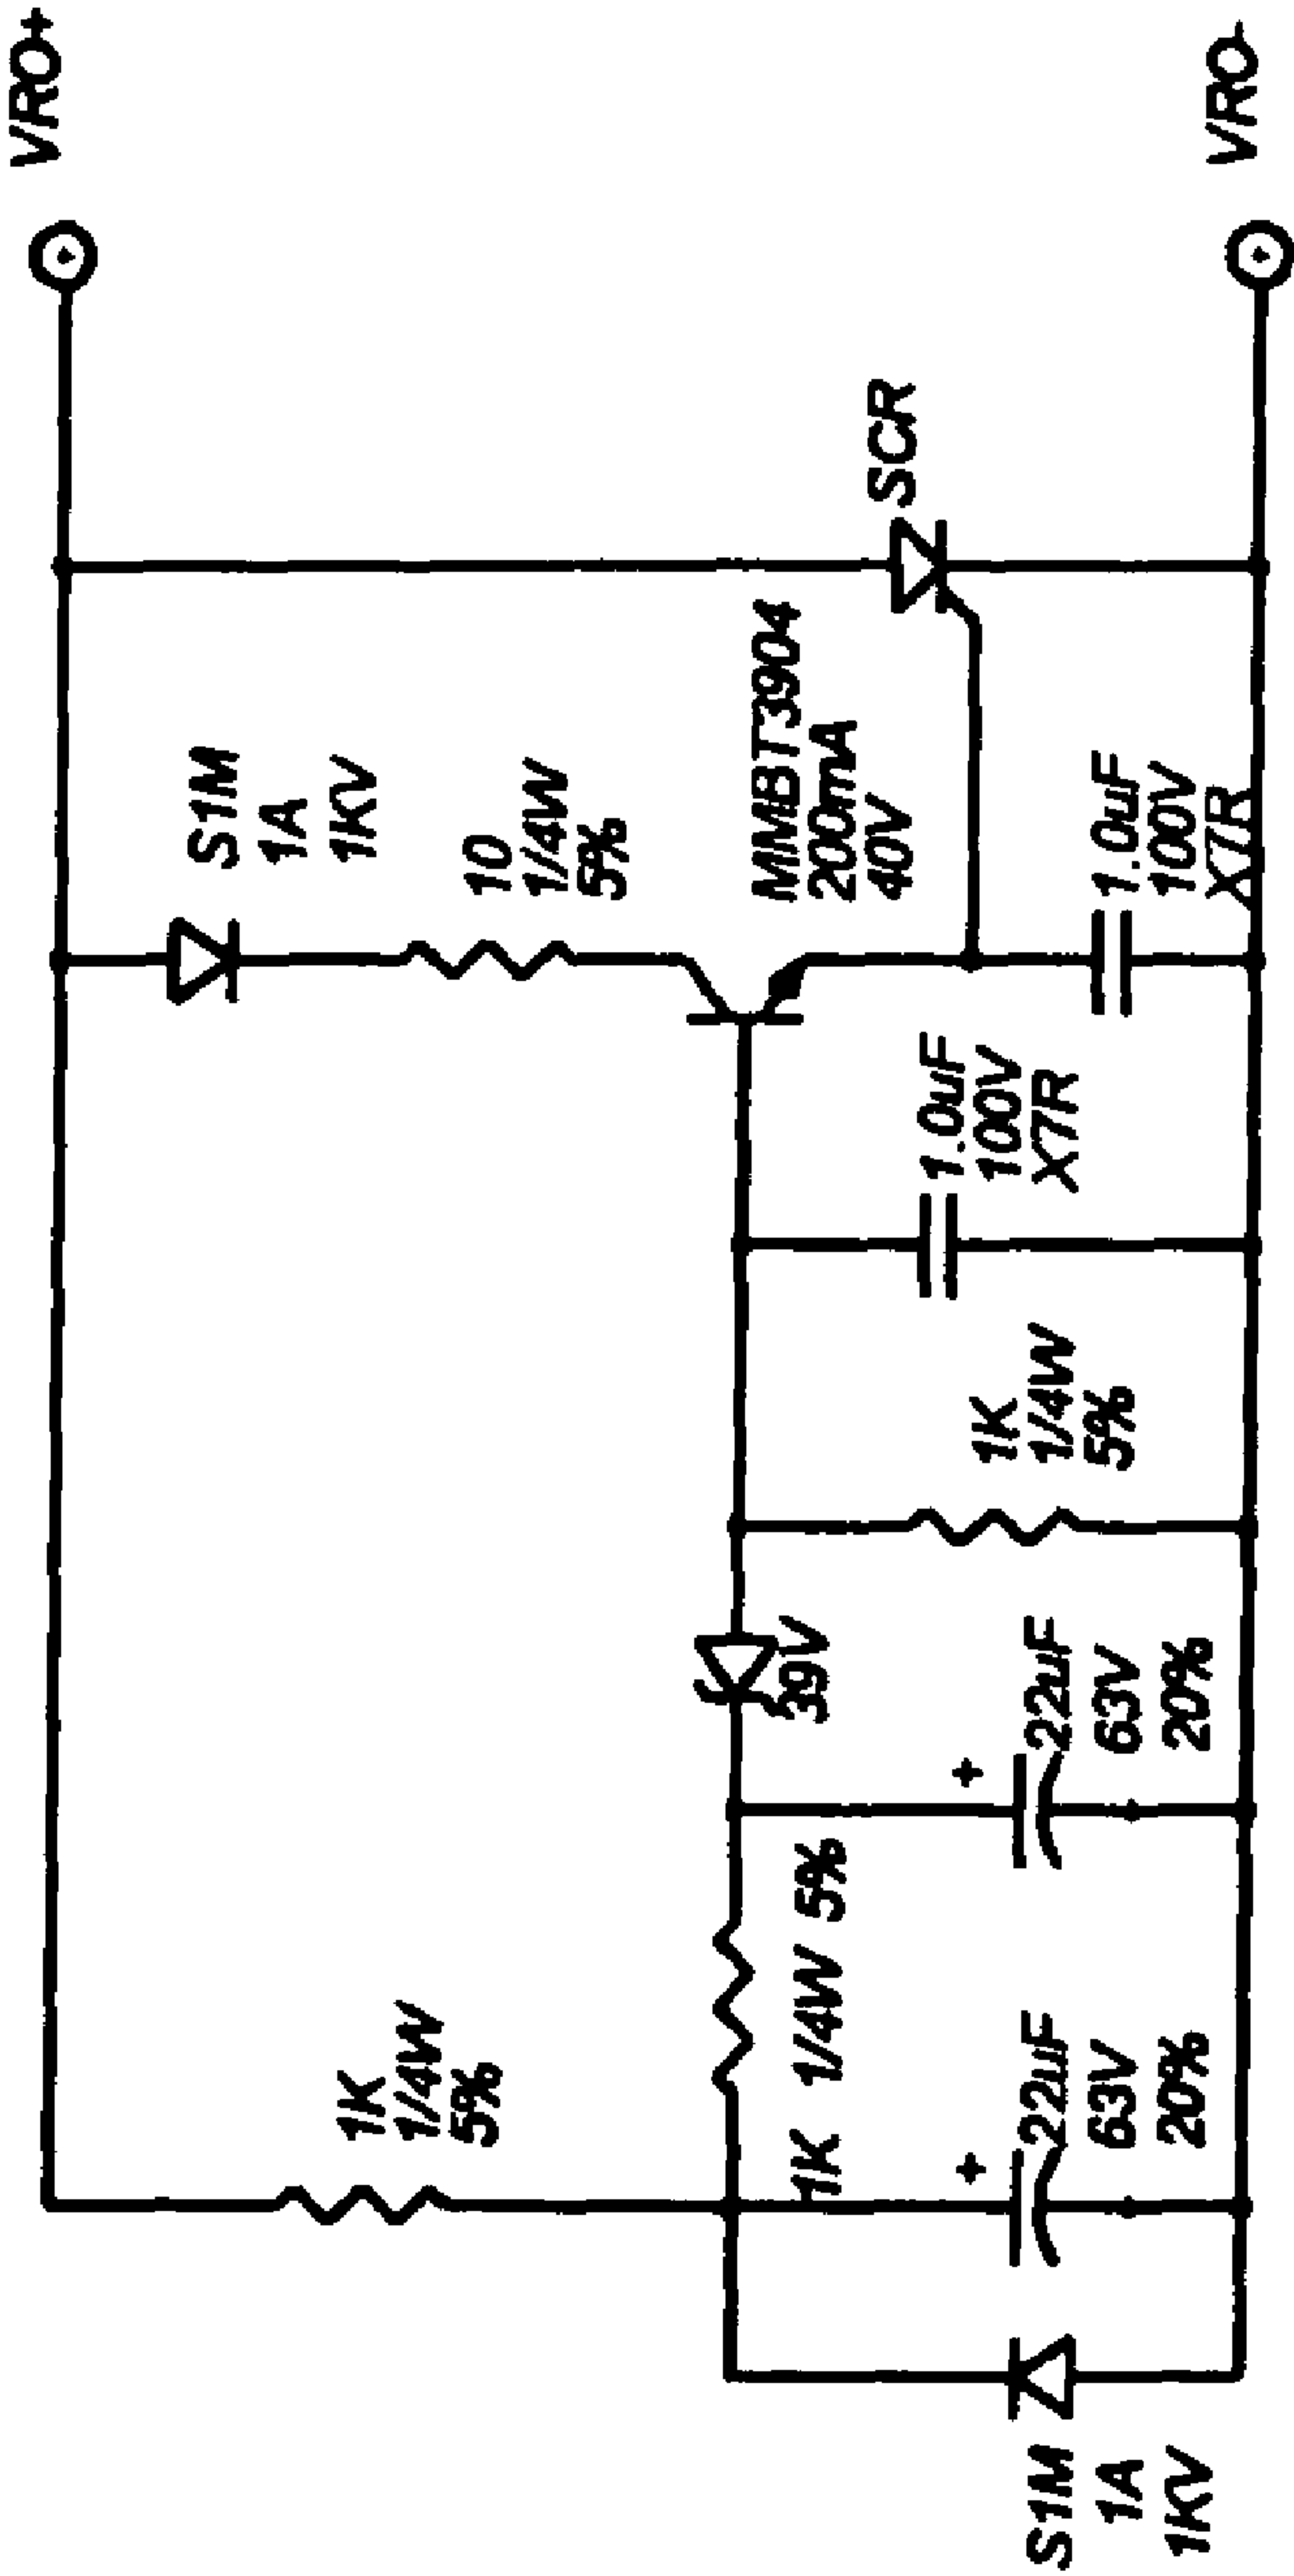 VRO+
VRO-
S1M
1A
1KV
10
1/4W
5%
MMBT3904
200mA
40V
SCR
1.0uF
100V
X7R
1.0uF
100V
X7R
1K
1/4W
5%
39V
+
22uF
63V
20%
1K 1/4W 5%
1K
1/4W
5%
+
22uF
63V
20%
S1M
1A
1KV